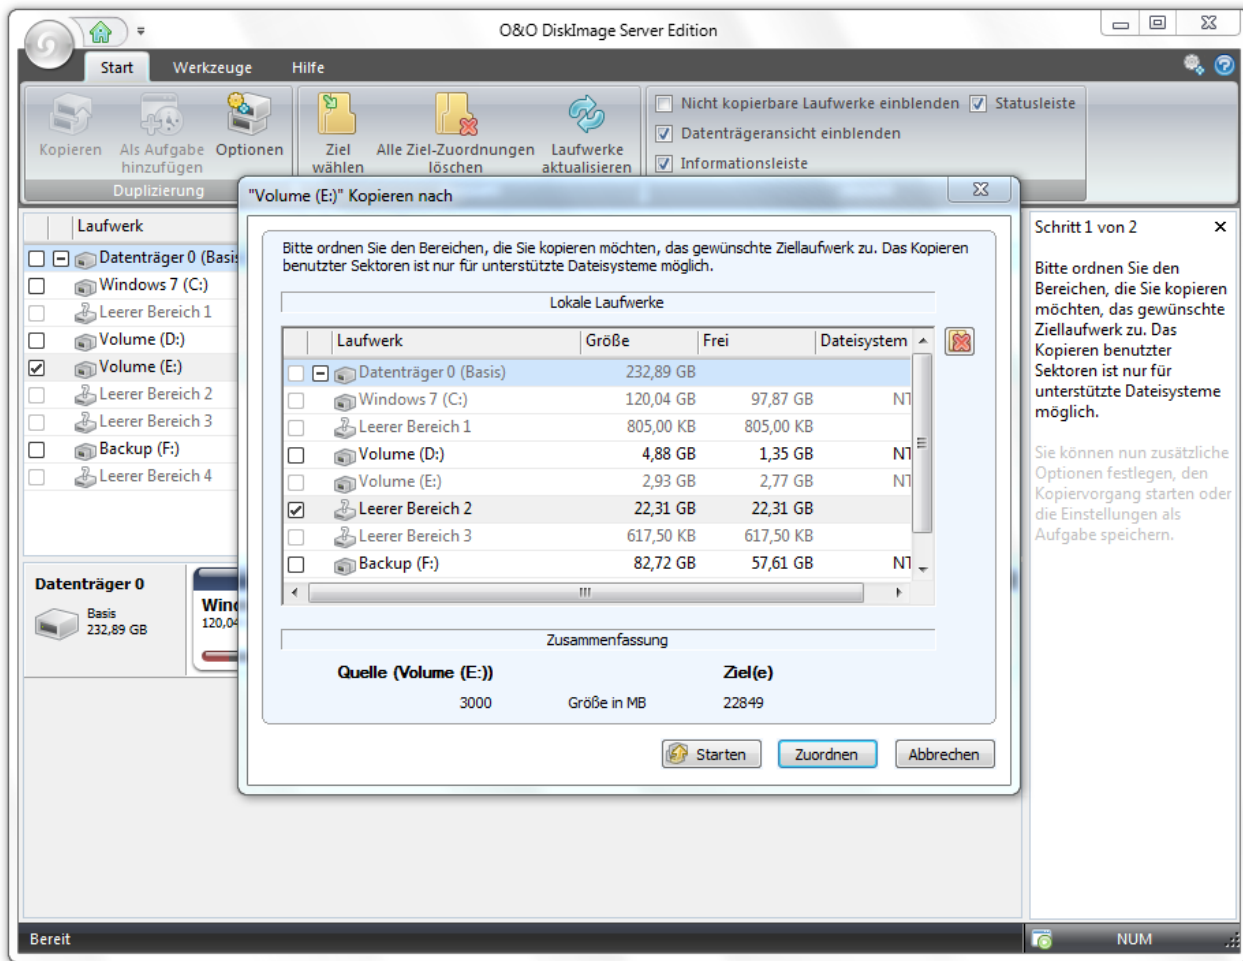 O&O DiskImage Server Edition
Start Werkzeuge Hilfe
Kopieren
Als Aufgabe hinzufügen
Optionen
Duplizierung
Ziel wählen
Alle Ziel-Zuordnungen löschen
Laufwerke aktualisieren
Nicht kopierbare Laufwerke einblenden
Statusleiste
Datenträgeransicht einblenden
Informationsleiste
Laufwerk
Datenträger 0 (Basis
Windows 7 (C:)
Leerer Bereich 1
Volume (D:)
Volume (E:)
Leerer Bereich 2
Leerer Bereich 3
Backup (F:)
Leerer Bereich 4
Datenträger 0
Basis
232,89 GB
Wind
120,04
"Volume (E:)" Kopieren nach
Bitte ordnen Sie den Bereichen, die Sie kopieren möchten, das gewünschte Ziellaufwerk zu. Das Kopieren
benutzter Sektoren ist nur für unterstützte Dateisysteme möglich.
Lokale Laufwerke
Laufwerk Größe Frei Dateisystem
Datenträger 0 (Basis) 232,89 GB
Windows 7 (C:) 120,04 GB 97,87 GB NT
Leerer Bereich 1 805,00 KB 805,00 KB
Volume (D:) 4,88 GB 1,35 GB NT
Volume (E:) 2,93 GB 2,77 GB NT
Leerer Bereich 2 22,31 GB 22,31 GB
Leerer Bereich 3 617,50 KB 617,50 KB
Backup (F:) 82,72 GB 57,61 GB NT
Zusammenfassung
Quelle (Volume (E:)) Ziel(e)
3000 Größe in MB 22849
Starten Zuordnen Abbrechen
Schritt 1 von 2
Bitte ordnen Sie den
Bereichen, die Sie kopieren
möchten, das gewünschte
Ziellaufwerk zu. Das
Kopieren benutzter
Sektoren ist nur für
unterstützte Dateisysteme
möglich.
Sie können nun zusätzliche
Optionen festlegen, den
Kopiervorgang starten oder
die Einstellungen als
Aufgabe speichern.
Bereit
NUM